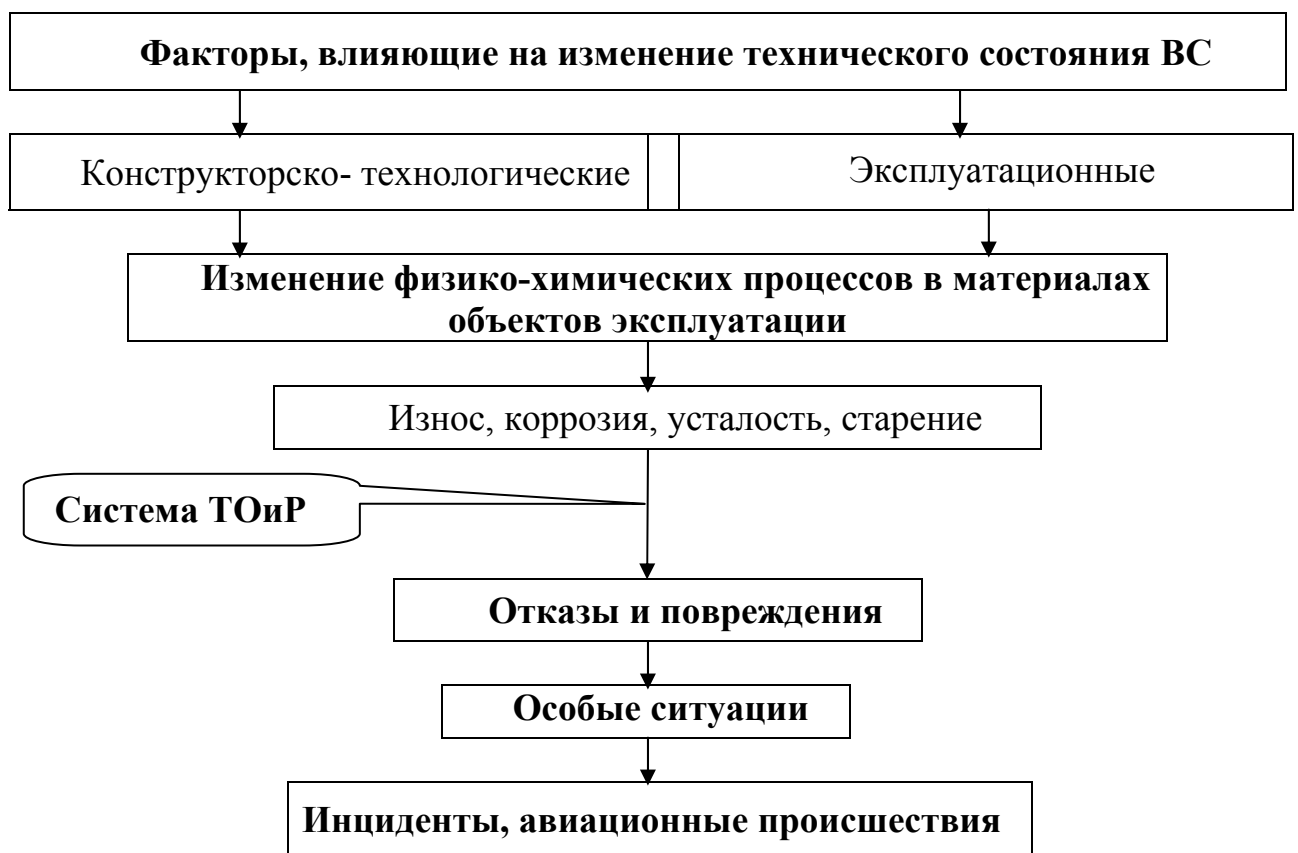 Факторы, влияющие на изменение технического состояния ВС
Конструкторско- технологические
Эксплуатационные
Изменение физико-химических процессов в материалах
объектов эксплуатации
Износ, коррозия, усталость, старение
Система ТОиР
Отказы и повреждения
Особые ситуации
Инциденты, авиационные происшествия